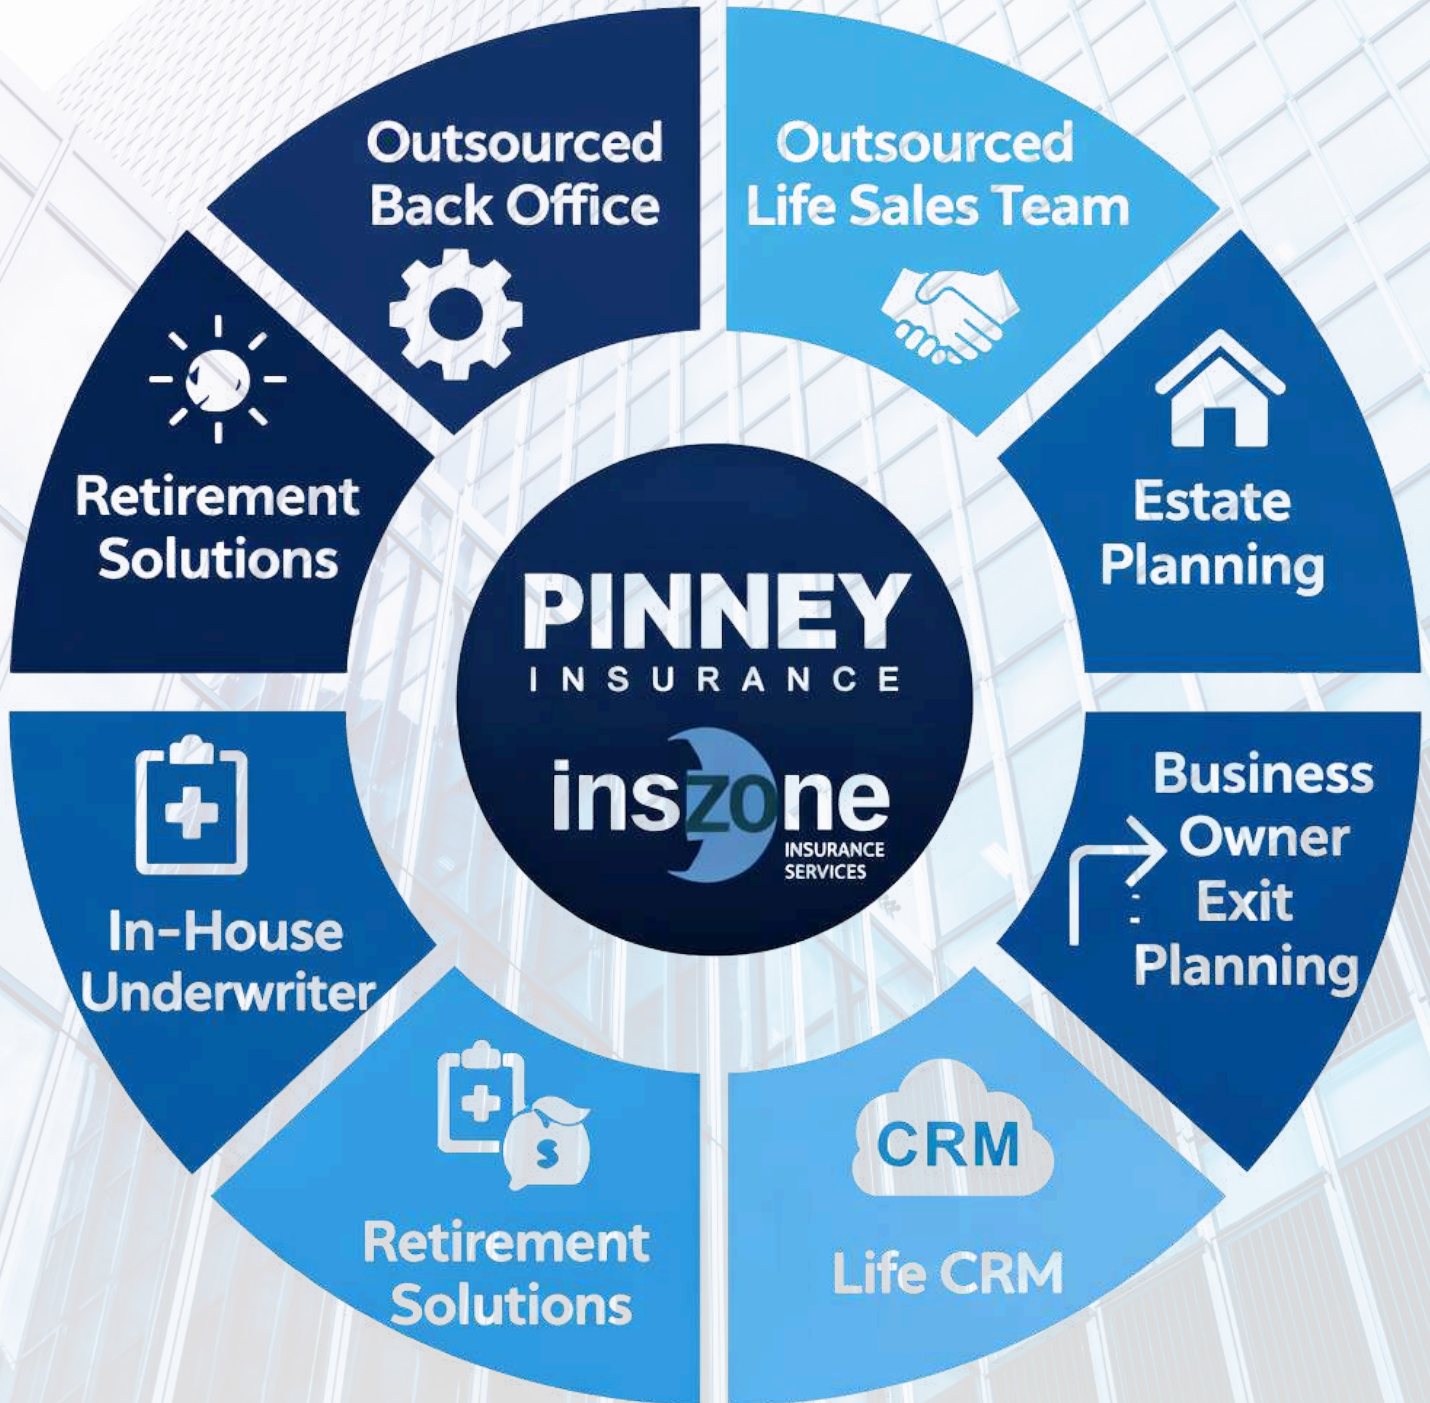 Outsourced
Back Office
Outsourced
Life Sales Team
Estate
Planning
Business
Owner
Exit
Planning
CRM
Life CRM
$
Retirement
Solutions
In-House
Underwriter
Retirement
Solutions
PINNEY
INSURANCE
inszone
INSURANCE
SERVICES